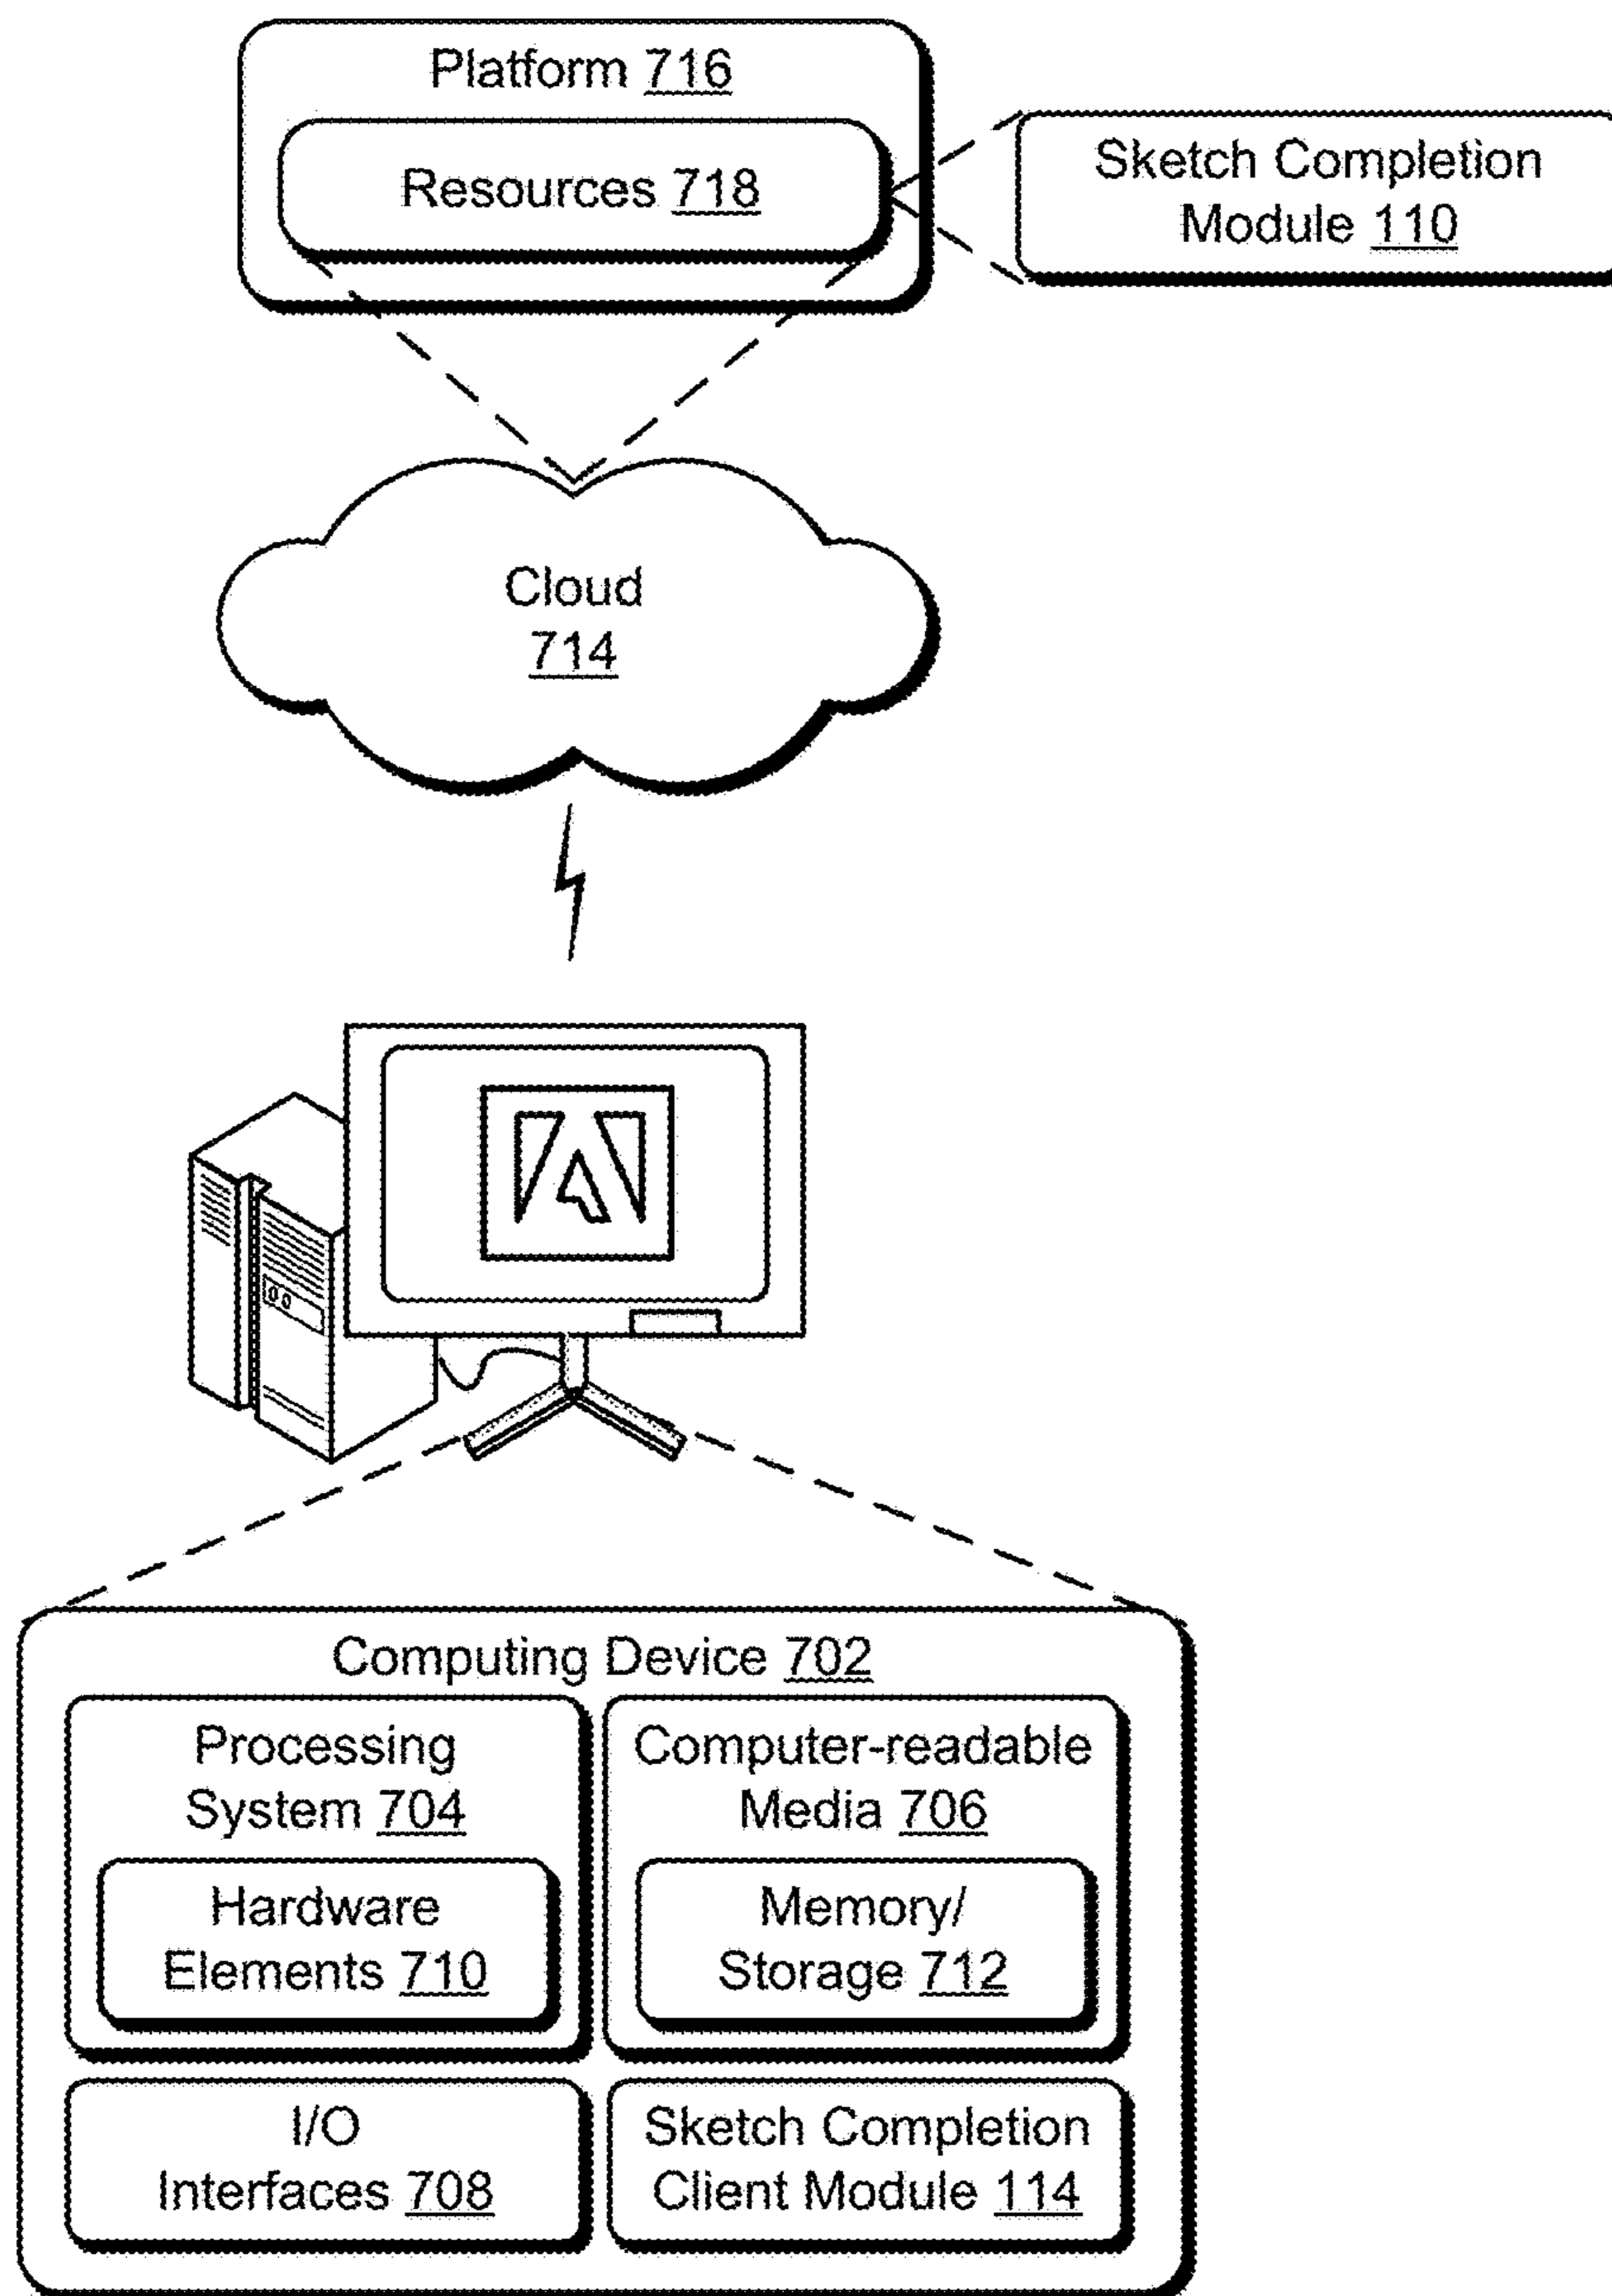 Platform 716
Resources 718
Sketch Completion
Module 110
Cloud
714
Computing Device 702
Processing
System 704
Hardware
Elements 710
Computer-readable
Media 706
Memory/
Storage 712
I/O
Interfaces 708
Sketch Completion
Client Module 114